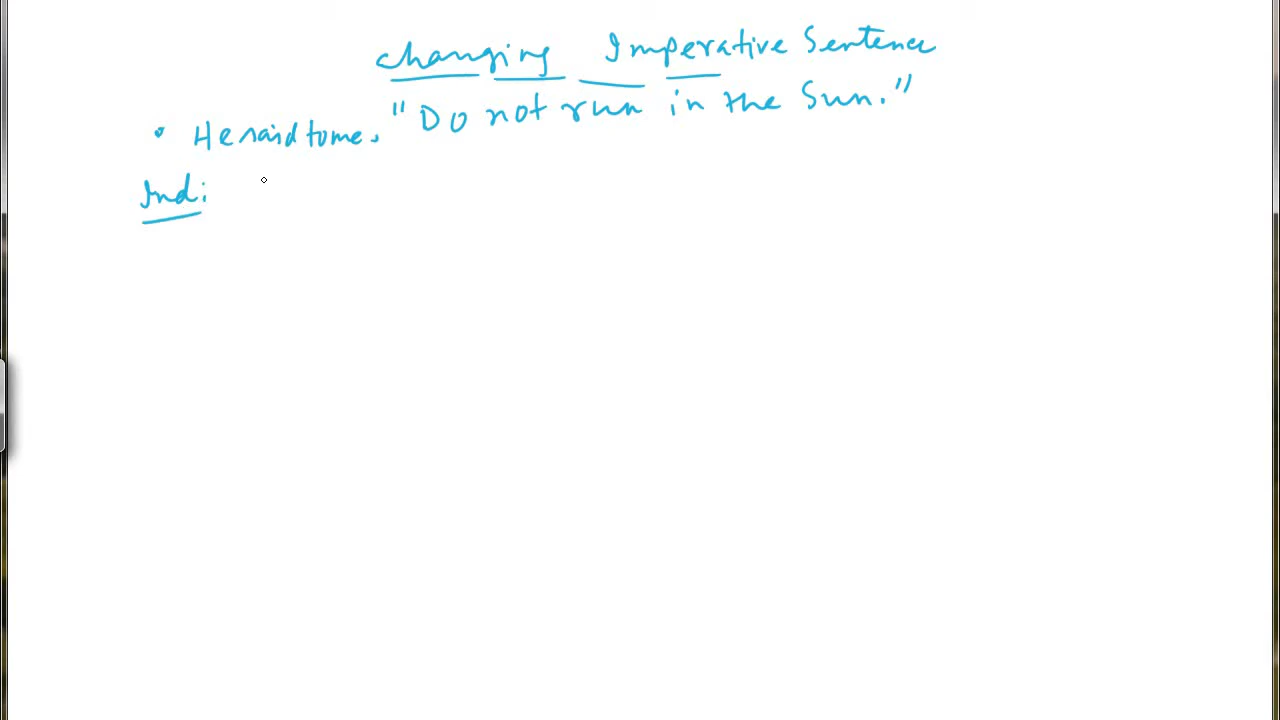 Changing Imperative Sentence
• He said to me, "Do not run in the Sun."
Ind: